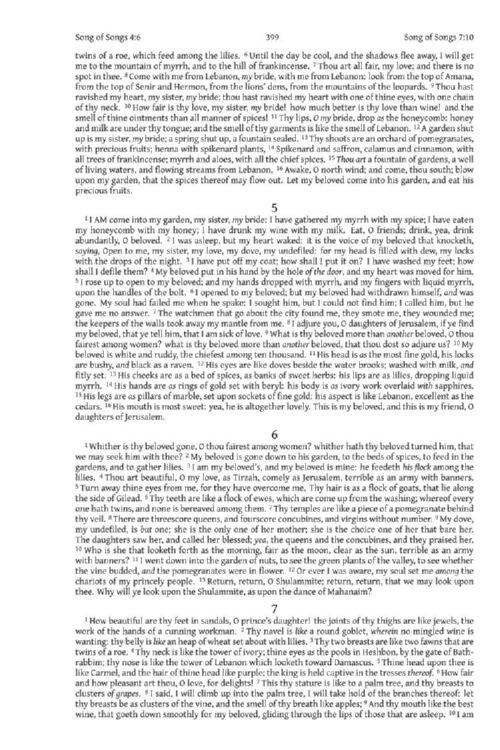 Song of Songs 4:6 399 Song of Songs 7:10
twins of a roe, which feed among the lilies. 6 Until the day be cool, and the shadows flee away, I will get
me to the mountain of myrrh, and to the hill of frankincense. 7 Thou art all fair, my love; and there is no
spot in thee. 8 Come with me from Lebanon, my bride, with me from Lebanon: look from the top of Amana,
from the top of Senir and Hermon, from the lions' dens, from the mountains of the leopards. 9 Thou hast
ravished my heart, my sister, my bride; thou hast ravished my heart with one of thine eyes, with one chain
of thy neck. 10 How fair is thy love, my sister, my bride! how much better is thy love than wine! and the
smell of thine ointments than all manner of spices! 11 Thy lips, O my bride, drop as the honeycomb: honey
and milk are under thy tongue; and the smell of thy garments is like the smell of Lebanon. 12 A garden shut
up is my sister, my bride; a spring shut up, a fountain sealed. 13 Thy shoots are an orchard of pomegranates,
with precious fruits; henna with spikenard plants, 14 Spikenard and saffron, calamus and cinnamon, with
all trees of frankincense; myrrh and aloes, with all the chief spices. 15 Thou art a fountain of gardens, a well
of living waters, and flowing streams from Lebanon. 16 Awake, O north wind; and come, thou south; blow
upon my garden, that the spices thereof may flow out. Let my beloved come into his garden, and eat his
precious fruits.
5
1 I AM come into my garden, my sister, my bride: I have gathered my myrrh with my spice; I have eaten
my honeycomb with my honey; I have drunk my wine with my milk. Eat, O friends; drink, yea, drink
abundantly, O beloved. 2 I was asleep, but my heart waked: it is the voice of my beloved that knocketh,
saying, Open to me, my sister, my love, my dove, my undefiled: for my head is filled with dew, my locks
with the drops of the night. 3 I have put off my coat; how shall I put it on? I have washed my feet; how
shall I defile them? 4 My beloved put in his hand by the hole of the door, and my heart was moved for him.
5 I rose up to open to my beloved; and my hands dropped with myrrh, and my fingers with liquid myrrh,
upon the handles of the bolt. 6 I opened to my beloved; but my beloved had withdrawn himself, and was
gone. My soul had failed me when he spake: I sought him, but I could not find him; I called him, but he
gave me no answer. 7 The watchmen that go about the city found me, they smote me, they wounded me;
the keepers of the walls took away my mantle from me. 8 I adjure you, O daughters of Jerusalem, if ye find
my beloved, that ye tell him, that I am sick of love. 9 What is thy beloved more than another beloved, O thou
fairest among women? what is thy beloved more than another beloved, that thou dost so adjure us? 10 My
beloved is white and ruddy, the chiefest among ten thousand. 11 His head is as the most fine gold, his locks
are bushy, and black as a raven. 12 His eyes are like doves beside the water brooks; washed with milk, and
fitly set. 13 His cheeks are as a bed of spices, as banks of sweet herbs: his lips are as lilies, dropping liquid
myrrh. 14 His hands are as rings of gold set with beryl: his body is as ivory work overlaid with sapphires.
15 His legs are as pillars of marble, set upon sockets of fine gold: his aspect is like Lebanon, excellent as the
cedars. 16 His mouth is most sweet: yea, he is altogether lovely. This is my beloved, and this is my friend, O
daughters of Jerusalem.
6
1 Whither is thy beloved gone, O thou fairest among women? whither hath thy beloved turned him, that
we may seek him with thee? 2 My beloved is gone down to his garden, to the beds of spices, to feed in the
gardens, and to gather lilies. 3 I am my beloved's, and my beloved is mine: he feedeth his flock among the
lilies. 4 Thou art beautiful, O my love, as Tirzah, comely as Jerusalem, terrible as an army with banners.
5 Turn away thine eyes from me, for they have overcome me. Thy hair is as a flock of goats, that lie along
the side of Gilead. 6 Thy teeth are like a flock of ewes, which are come up from the washing; whereof every
one hath twins, and none is bereaved among them. 7 Thy temples are like a piece of a pomegranate behind
thy veil. 8 There are threescore queens, and fourscore concubines, and virgins without number. 9 My dove,
my undefiled, is but one; she is the only one of her mother; she is the choice one of her that bare her.
The daughters saw her, and called her blessed; yea, the queens and the concubines, and they praised her.
10 Who is she that looketh forth as the morning, fair as the moon, clear as the sun, terrible as an army
with banners? 11 I went down into the garden of nuts, to see the green plants of the valley, to see whether
the vine budded, and the pomegranates were in flower. 12 Or ever I was aware, my soul set me among the
chariots of my princely people. 13 Return, return, O Shulammite; return, return, that we may look upon
thee. Why will ye look upon the Shulammite, as upon the dance of Mahanaim?
7
1 How beautiful are thy feet in sandals, O prince's daughter! the joints of thy thighs are like jewels, the
work of the hands of a cunning workman. 2 Thy navel is like a round goblet, wherein no mingled wine is
wanting: thy belly is like an heap of wheat set about with lilies. 3 Thy two breasts are like two fawns that are
twins of a roe. 4 Thy neck is like the tower of ivory; thine eyes as the pools in Heshbon, by the gate of Bath-
rabbim; thy nose is like the tower of Lebanon which looketh toward Damascus. 5 Thine head upon thee is
like Carmel, and the hair of thine head like purple; the king is held captive in the tresses thereof. 6 How fair
and how pleasant art thou, O love, for delights! 7 This thy stature is like to a palm tree, and thy breasts to
clusters of grapes. 8 I said, I will climb up into the palm tree, I will take hold of the branches thereof: let
thy breasts be as clusters of the vine, and the smell of thy breath like apples; 9 And thy mouth like the best
wine, that goeth down smoothly for my beloved, gliding through the lips of those that are asleep. 10 I am